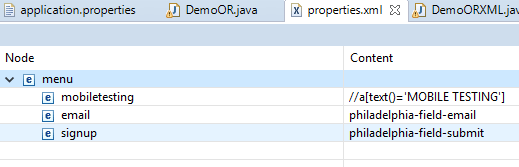 application.properties DemoOR.java properties.xml DemoORXML.jav
Node Content
e menu
e mobiletesting //a[text()='MOBILE TESTING']
e email philadelphia-field-email
e signup philadelphia-field-submit